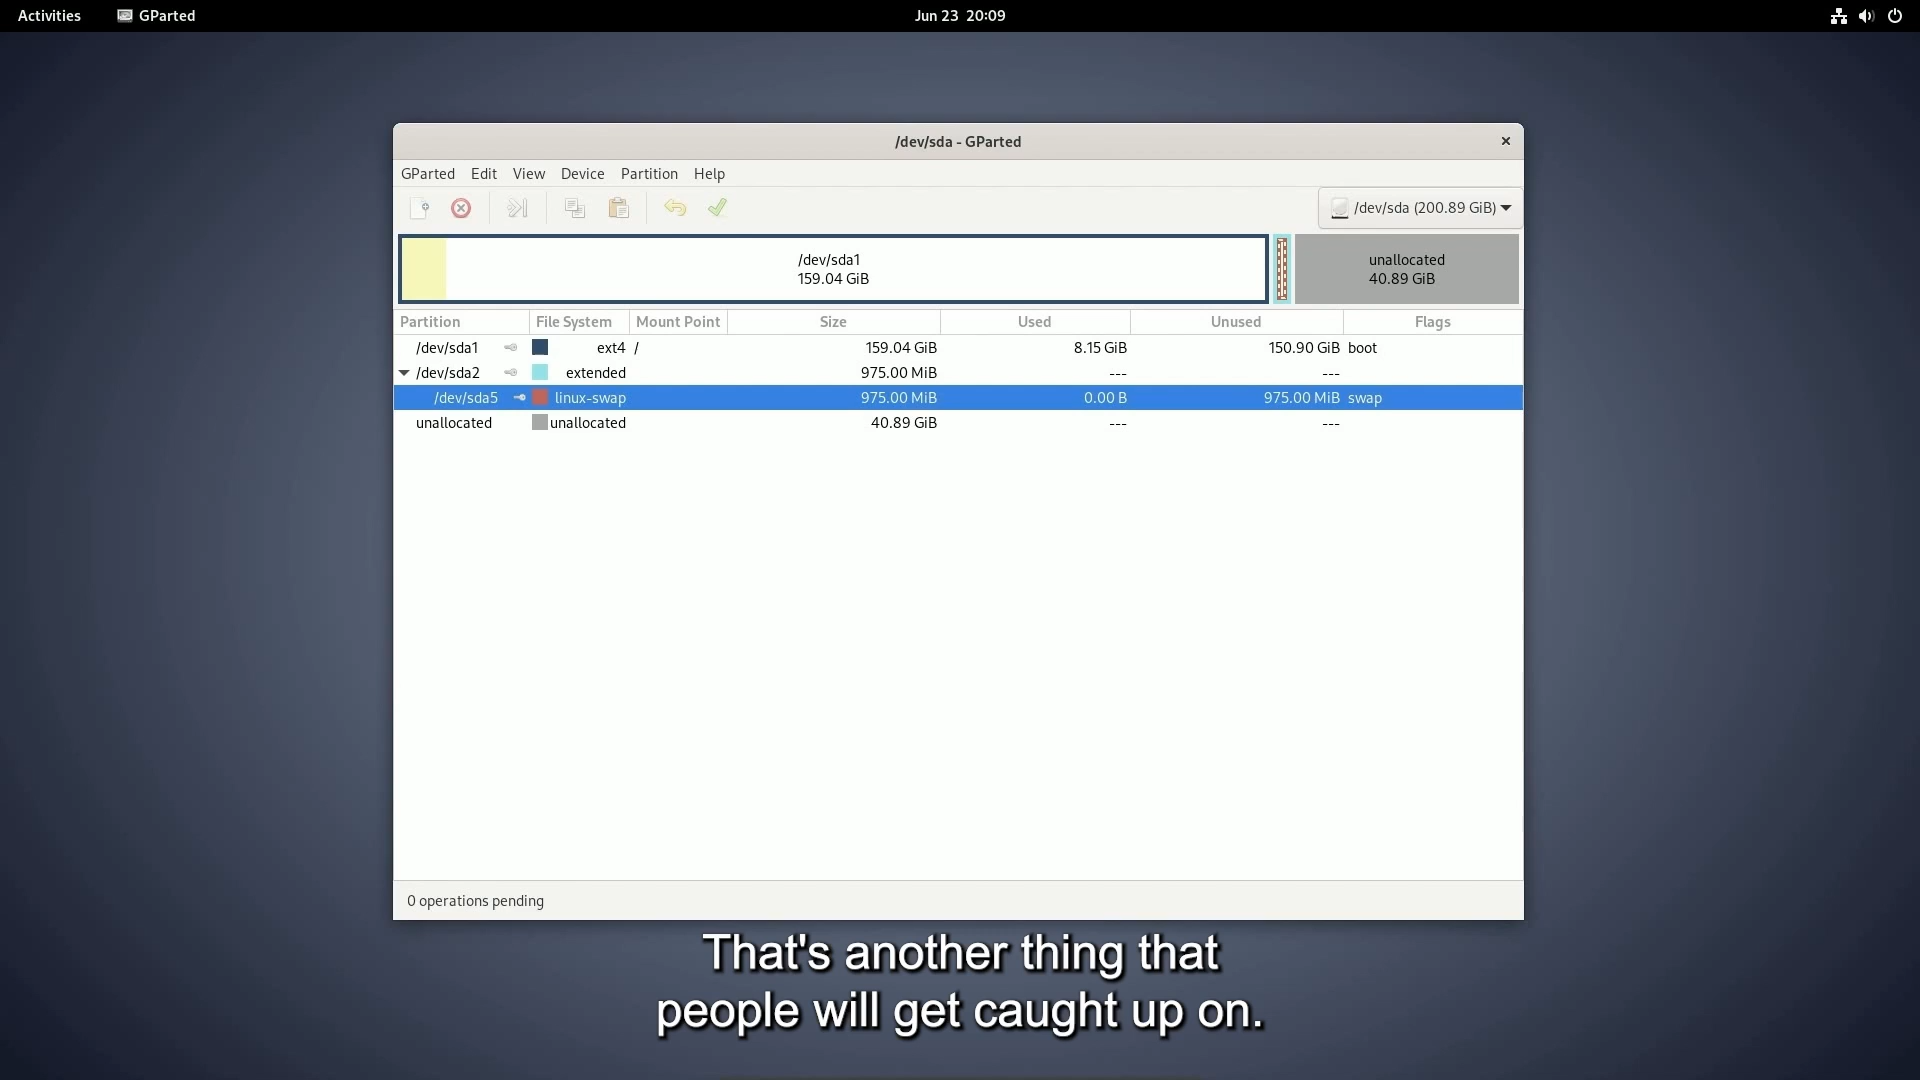 Activities GParted Jun 23 20:09
/dev/sda - GParted
GParted Edit View Device Partition Help
/dev/sda (200.89 GiB)
/dev/sda1
159.04 GiB
unallocated
40.89 GiB
Partition File System Mount Point Size Used Unused Flags
/dev/sda1 ext4 / 159.04 GiB 8.15 GiB 150.90 GiB boot
/dev/sda2 extended 975.00 MiB --- ---
/dev/sda5 linux-swap 975.00 MiB 0.00 B 975.00 MiB swap
unallocated unallocated 40.89 GiB --- ---
0 operations pending
That's another thing that
people will get caught up on.